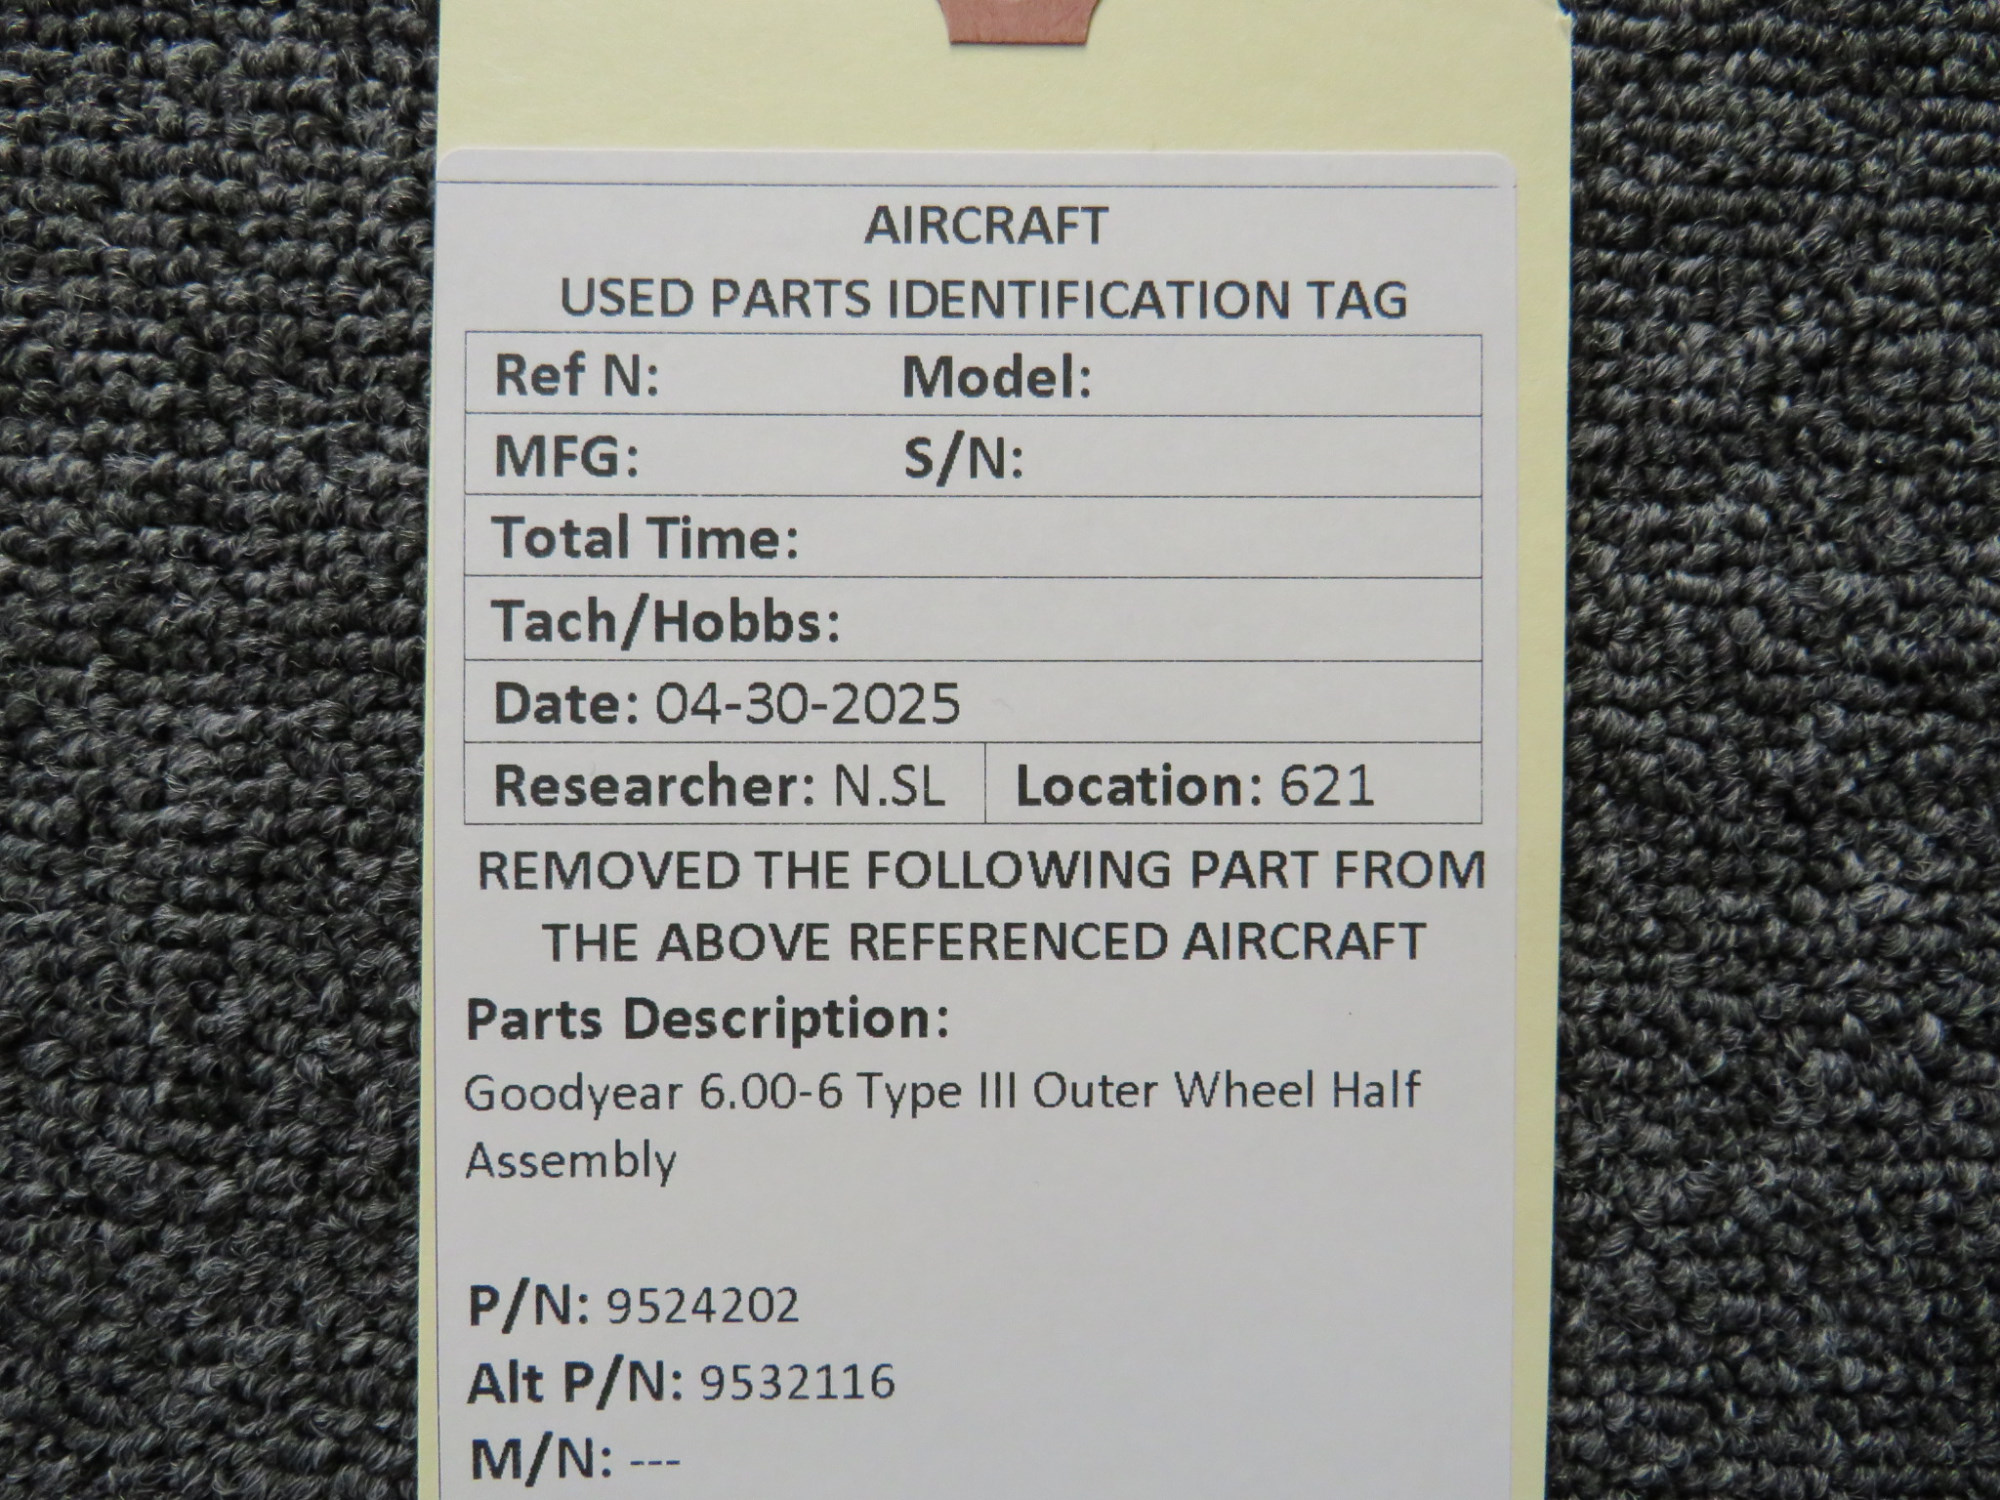 AIRCRAFT
USED PARTS IDENTIFICATION TAG
Ref N: Model:
MFG: S/N:
Total Time:
Tach/Hobbs:
Date: 04-30-2025
Researcher: N.SL Location: 621
REMOVED THE FOLLOWING PART FROM
THE ABOVE REFERENCED AIRCRAFT
Parts Description:
Goodyear 6.00-6 Type III Outer Wheel Half
Assembly
P/N: 9524202
Alt P/N: 9532116
M/N: ---